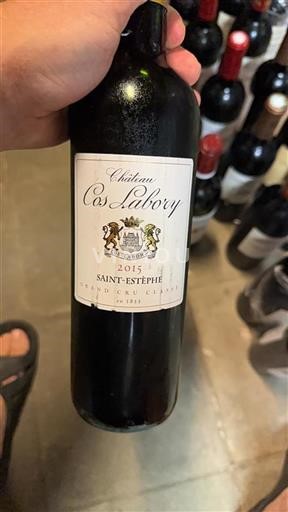 Château
Cos Labory
2015
SAINT-ESTÈPHE
GRAND CRU CLASSÉ
en 1855